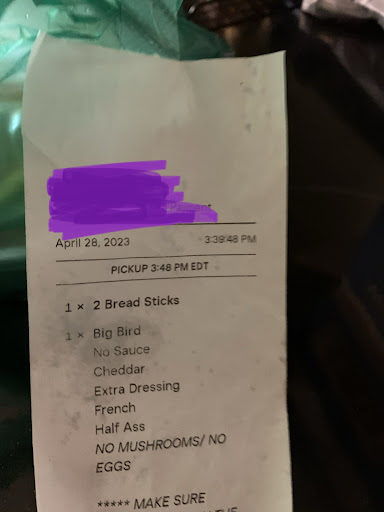 April 28, 2023 3:39:48 PM
PICKUP 3:48 PM EDT
1 × 2 Bread Sticks
1 × Big Bird
No Sauce
Cheddar
Extra Dressing
French
Half Ass
NO MUSHROOMS/ NO
EGGS
***** MAKE SURE